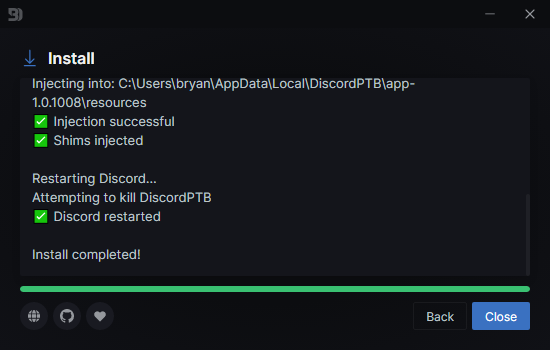 Install
Injecting into: C:\Users\bryan\AppData\Local\DiscordPTB\app-
1.0.1008\resources
✅ Injection successful
✅ Shims injected
Restarting Discord...
Attempting to kill DiscordPTB
✅ Discord restarted
Install completed!
Back
Close